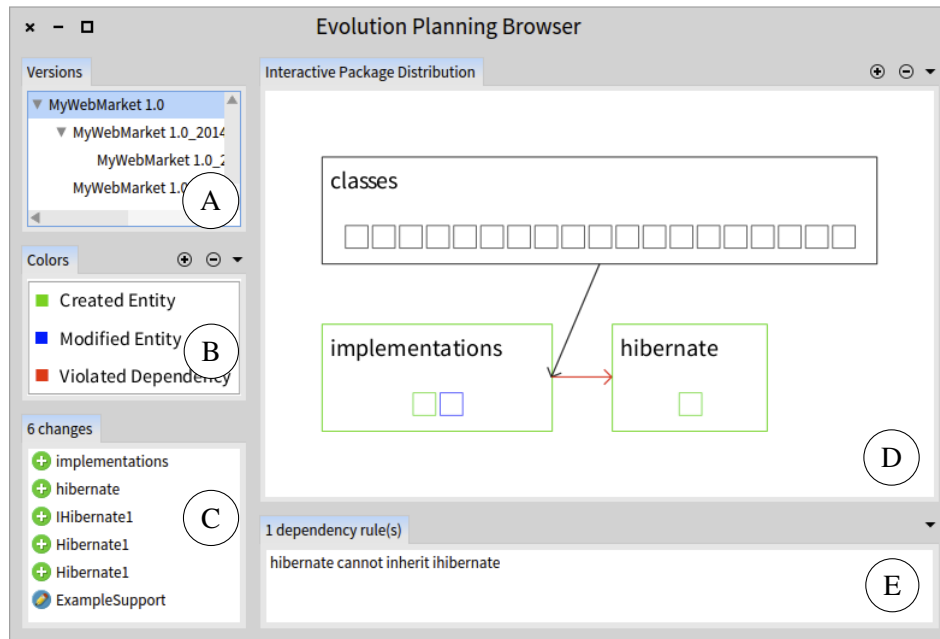 Evolution Planning Browser
Versions
MyWebMarket 1.0
MyWebMarket 1.0_2014
MyWebMarket 1.0_2
MyWebMarket 1.0
A
Colors
Created Entity
Modified Entity
Violated Dependency
B
6 changes
implementations
hibernate
IHibernate1
Hibernate1
Hibernate1
ExampleSupport
C
Interactive Package Distribution
classes
implementations
hibernate
D
1 dependency rule(s)
hibernate cannot inherit ihibernate
E